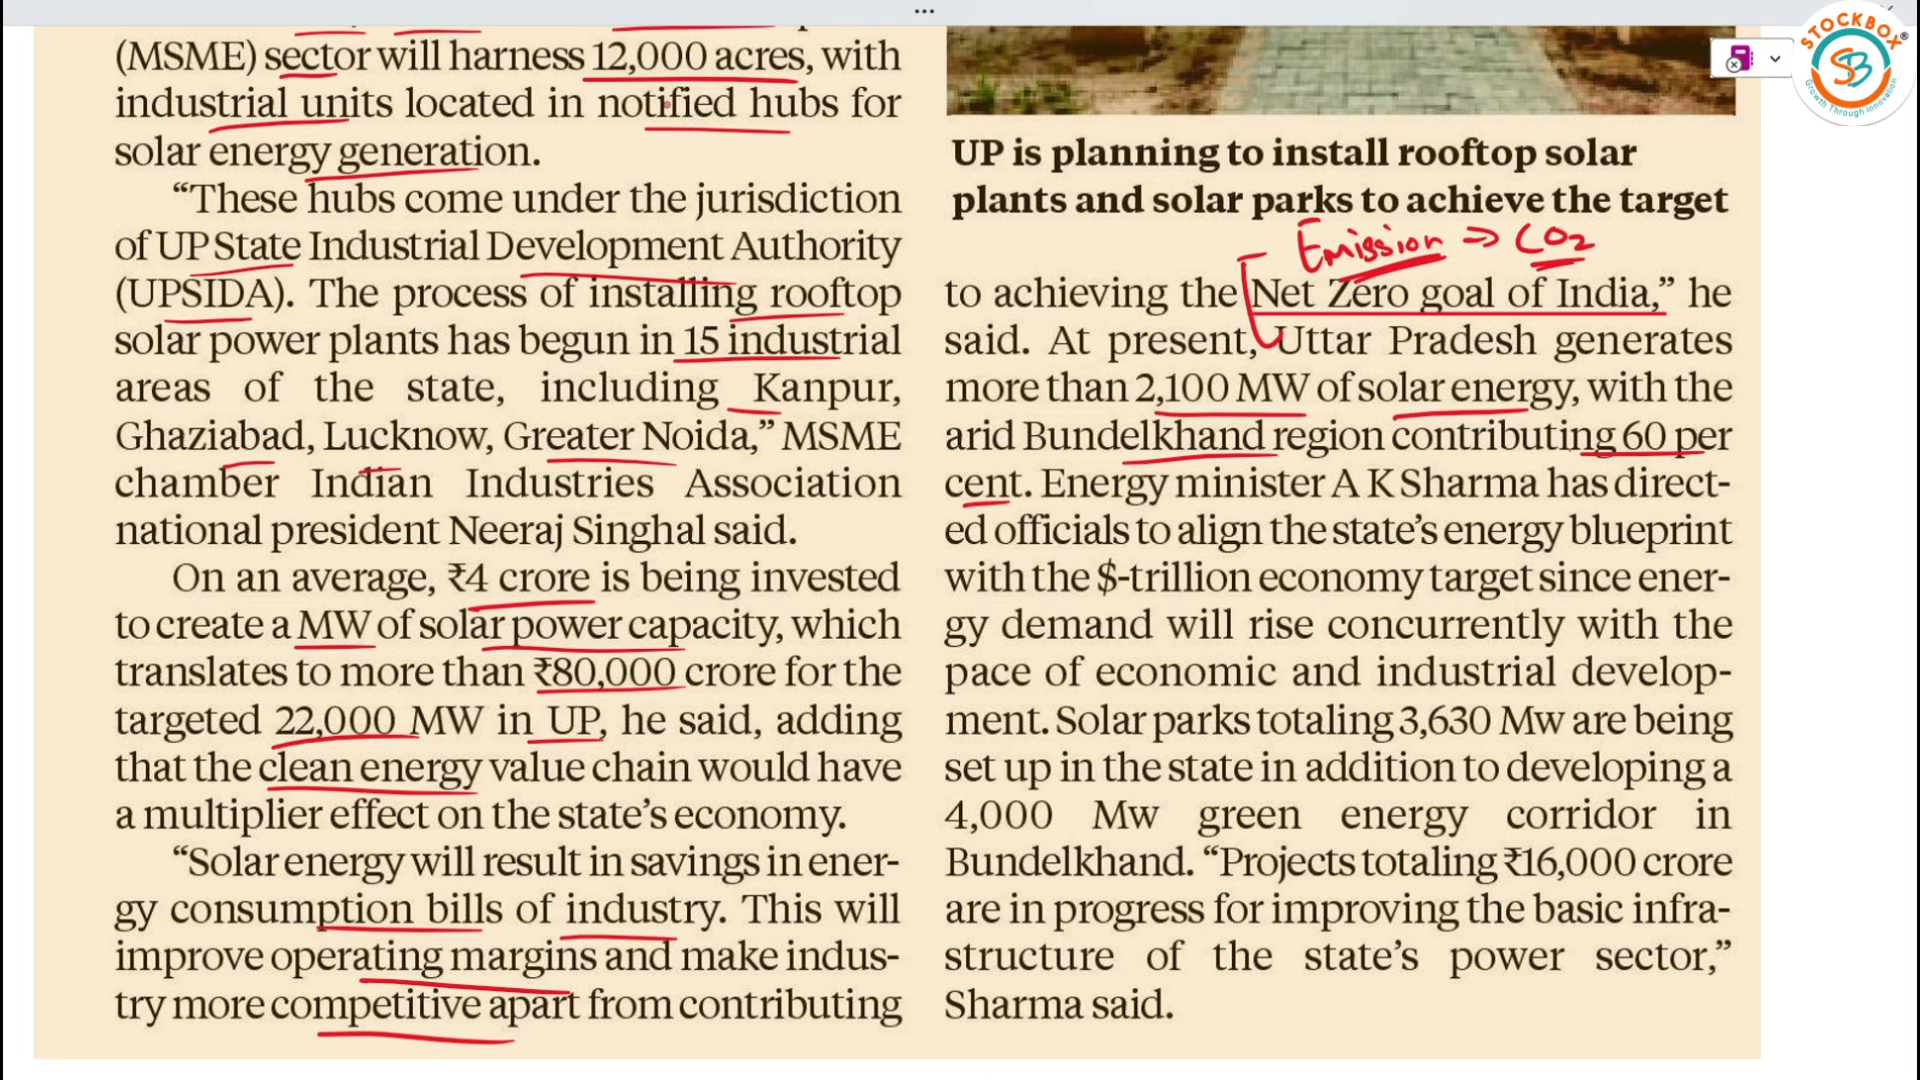 ...
(MSME) sector will harness 12,000 acres, with
industrial units located in notified hubs for
solar energy generation.
“These hubs come under the jurisdiction
of UP State Industrial Development Authority
(UPSIDA). The process of installing rooftop
solar power plants has begun in 15 industrial
areas of the state, including Kanpur,
Ghaziabad, Lucknow, Greater Noida,” MSME
chamber Indian Industries Association
national president Neeraj Singhal said.
On an average, ₹4 crore is being invested
to create a MW of solar power capacity, which
translates to more than ₹80,000 crore for the
targeted 22,000 MW in UP, he said, adding
that the clean energy value chain would have
a multiplier effect on the state’s economy.
“Solar energy will result in savings in ener-
gy consumption bills of industry. This will
improve operating margins and make indus-
try more competitive apart from contributing
UP is planning to install rooftop solar
plants and solar parks to achieve the target
Emission ⇒ CO2
to achieving the Net Zero goal of India,” he
said. At present, Uttar Pradesh generates
more than 2,100 MW of solar energy, with the
arid Bundelkhand region contributing 60 per
cent. Energy minister A K Sharma has direct-
ed officials to align the state’s energy blueprint
with the $-trillion economy target since ener-
gy demand will rise concurrently with the
pace of economic and industrial develop-
ment. Solar parks totaling 3,630 Mw are being
set up in the state in addition to developing a
4,000 Mw green energy corridor in
Bundelkhand. “Projects totaling ₹16,000 crore
are in progress for improving the basic infra-
structure of the state’s power sector,”
Sharma said.
STOCKBOX®
SB
Growth Through Innovation